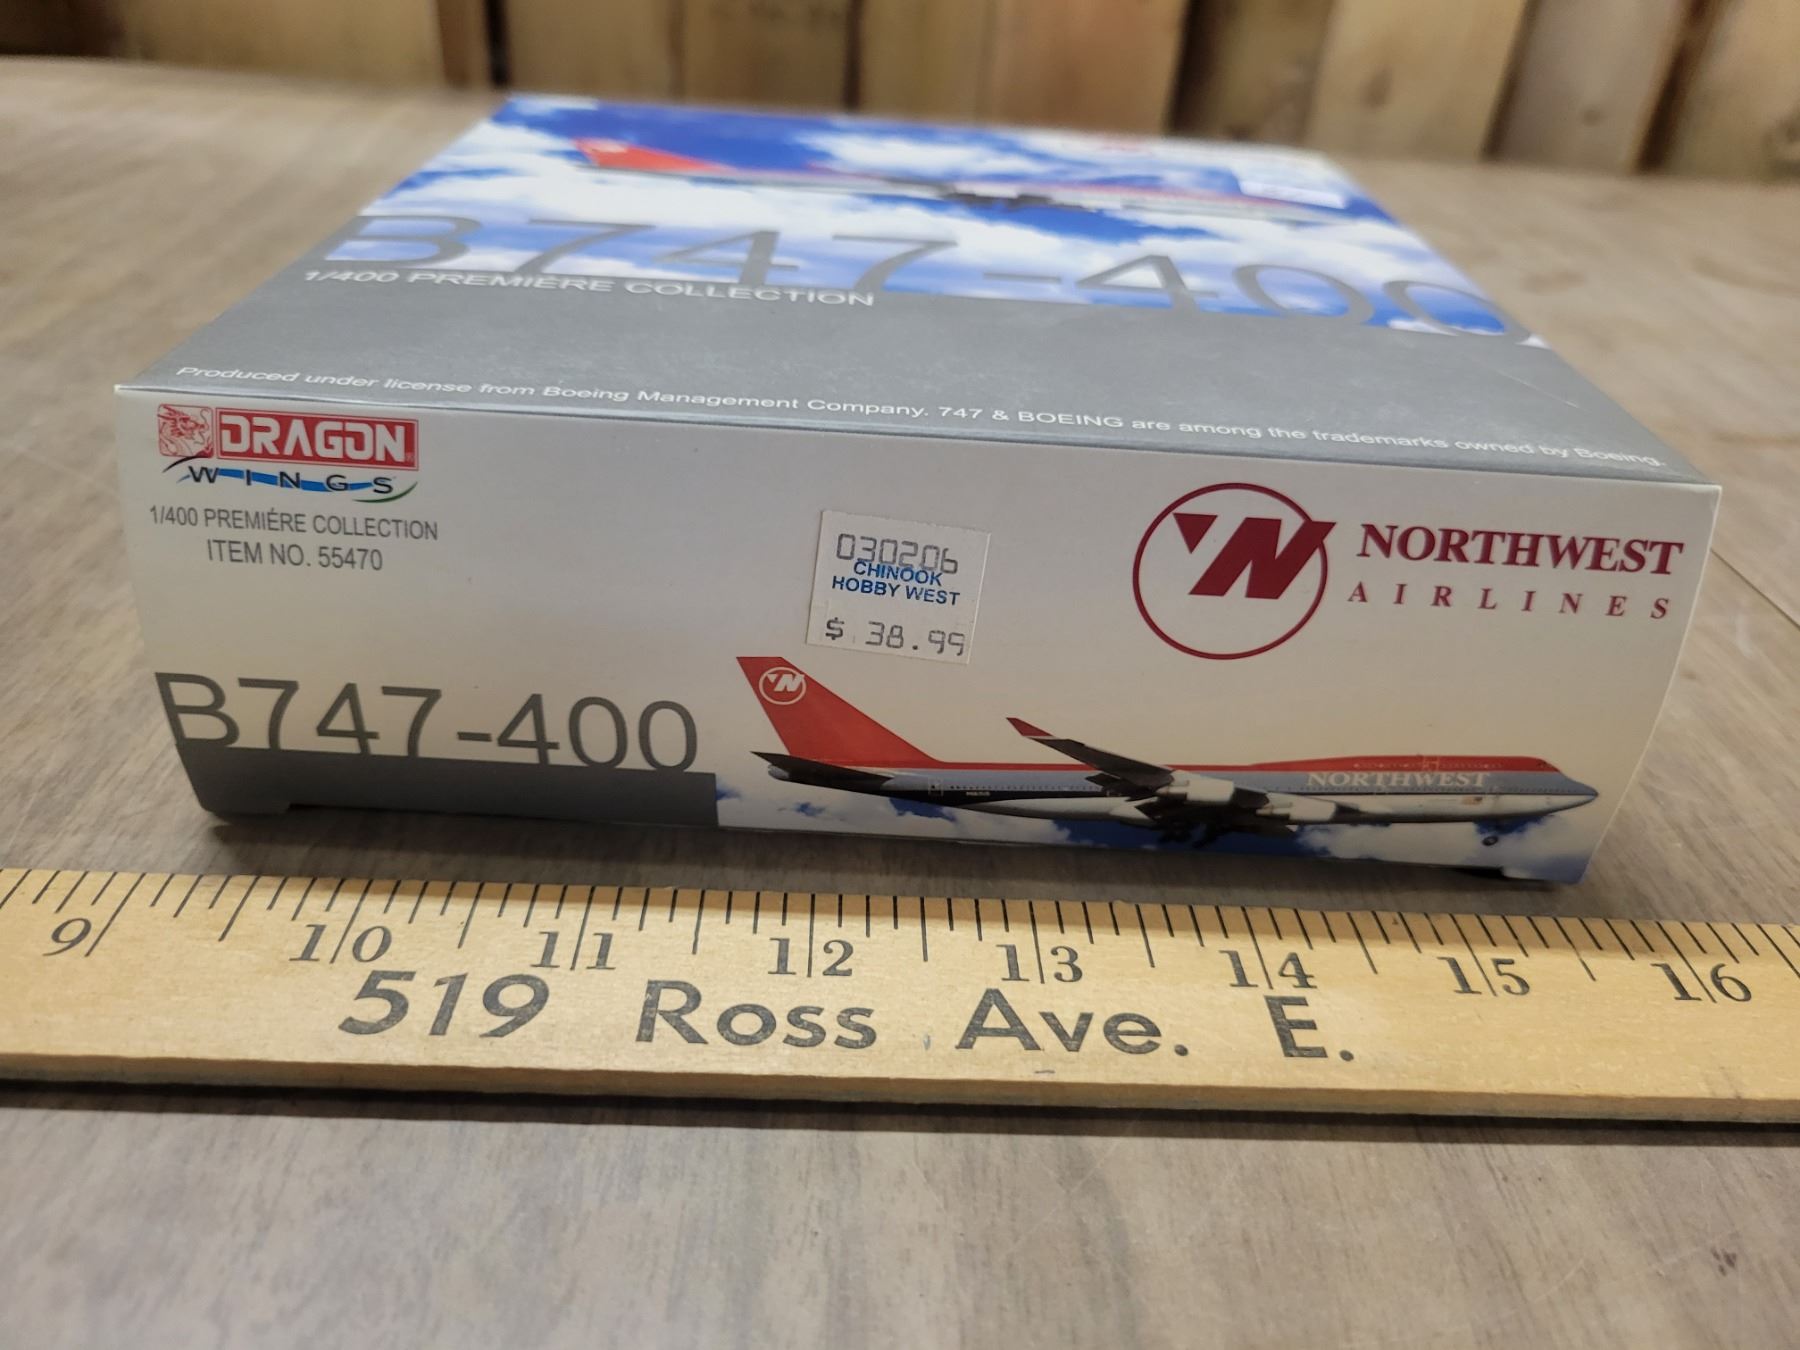 B747-400
1/400 PREMIÈRE COLLECTION
Produced under license from Boeing Management Company. 747 & BOEING are among the trademarks owned by Boeing.
DRAGON
WINGS
1/400 PREMIÉRE COLLECTION
ITEM NO. 55470
030206
CHINOOK
HOBBY WEST
$ 38.99
NORTHWEST
AIRLINES
B747-400
NORTHWEST
9 10 11 12 13 14 15 16
519 Ross Ave. E.